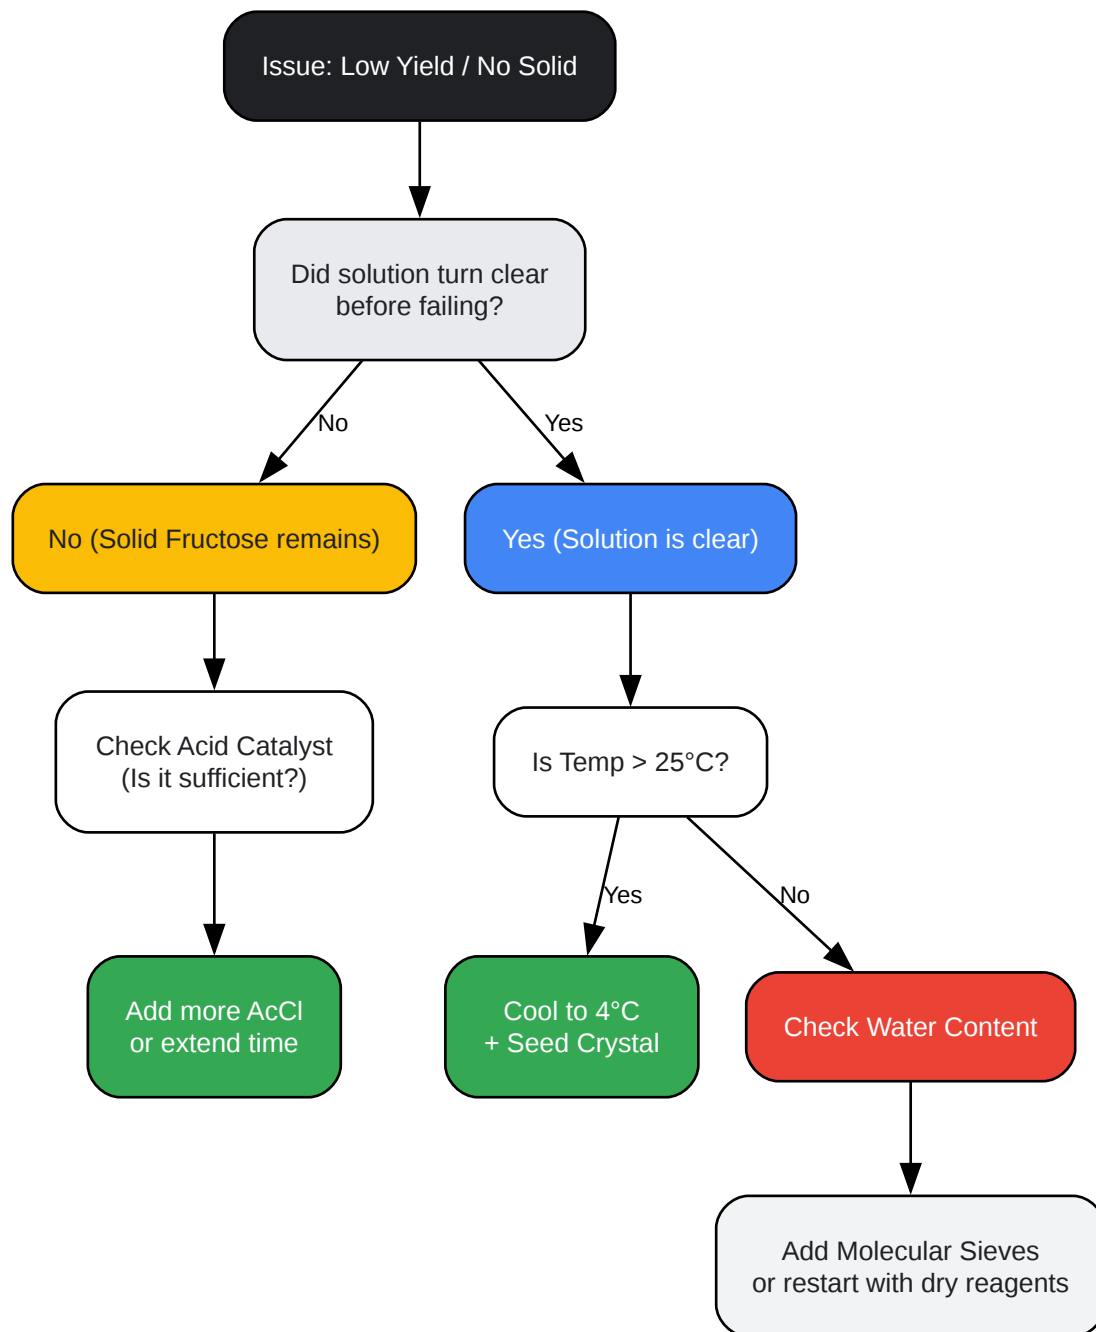 Issue: Low Yield / No Solid
Did solution turn clear
before failing?
No
Yes
No (Solid Fructose remains)
Yes (Solution is clear)
Check Acid Catalyst
(Is it sufficient?)
Is Temp > 25°C?
Yes
No
Add more AcCl
or extend time
Cool to 4°C
+ Seed Crystal
Check Water Content
Add Molecular Sieves
or restart with dry reagents